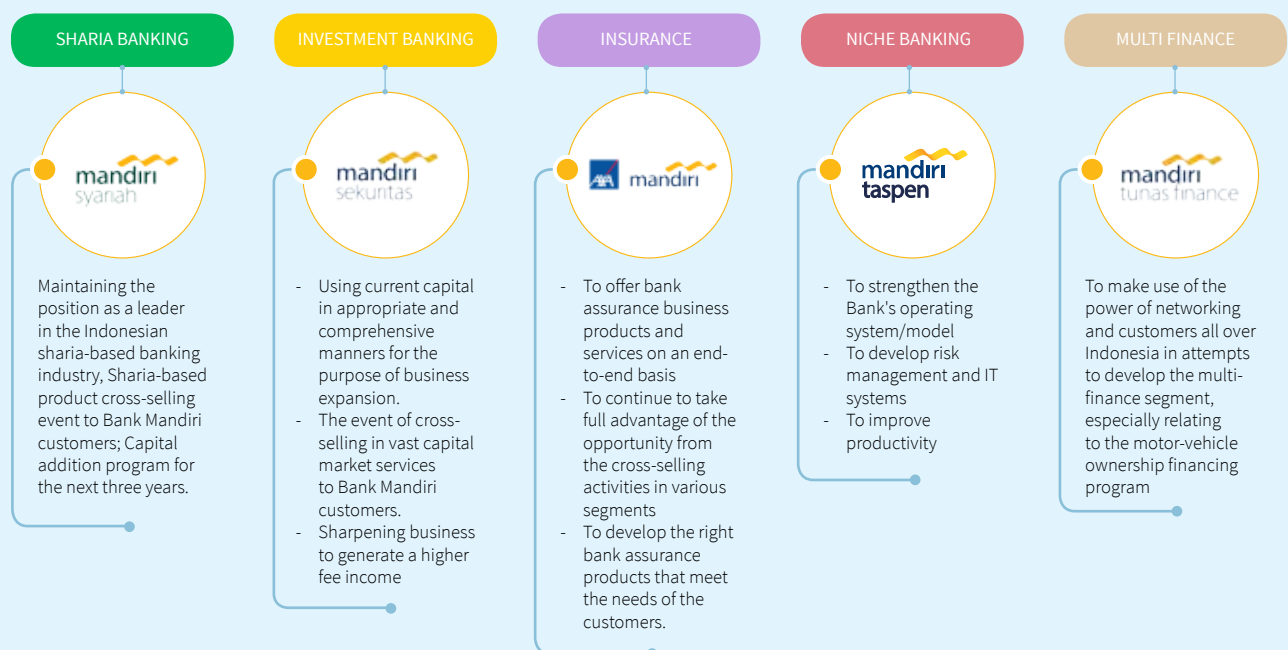 SHARIA BANKING
mandiri
syariah
Maintaining the
position as a leader
in the Indonesian
sharia-based banking
industry, Sharia-based
product cross-selling
event to Bank Mandiri
customers; Capital
addition program for
the next three years.
INVESTMENT BANKING
mandiri
sekuritas
- Using current capital
in appropriate and
comprehensive
manners for the
purpose of business
expansion.
- The event of cross-
selling in vast capital
market services
to Bank Mandiri
customers.
- Sharpening business
to generate a higher
fee income
INSURANCE
AXA mandiri
- To offer bank
assurance business
products and
services on an end-
to-end basis
- To continue to take
full advantage of the
opportunity from
the cross-selling
activities in various
segments
- To develop the right
bank assurance
products that meet
the needs of the
customers.
NICHE BANKING
mandiri
taspen
- To strengthen the
Bank's operating
system/model
- To develop risk
management and IT
systems
- To improve
productivity
MULTI FINANCE
mandiri
tunas finance
To make use of the
power of networking
and customers all over
Indonesia in attempts
to develop the multi-
finance segment,
especially relating
to the motor-vehicle
ownership financing
program